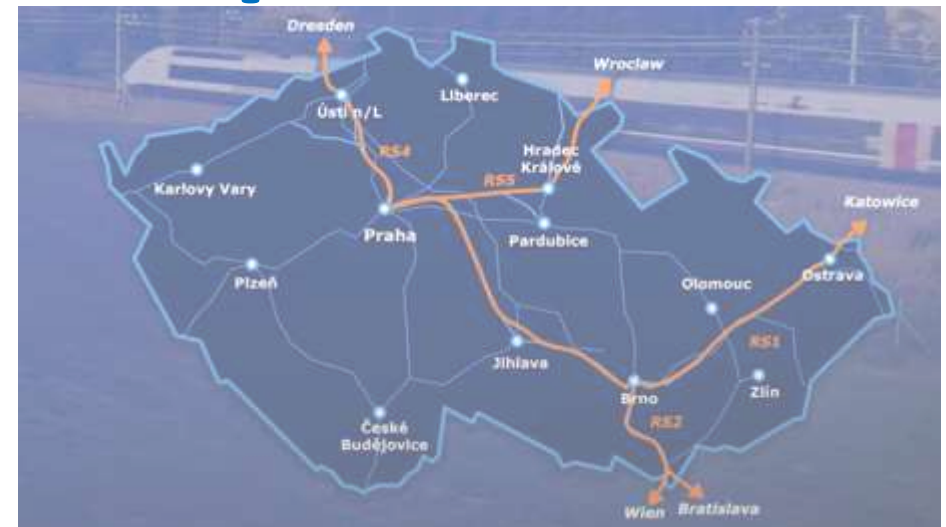 Dresden
Wroclaw
Liberec
Ústí n/L
Hradec
Králové
RS4
RS5
Karlovy Vary
Katowice
Praha
Pardubice
Ostrava
Plzeň
Olomouc
RS1
Jihlava
Zlín
Brno
RS2
České
Budějovice
Wien
Bratislava